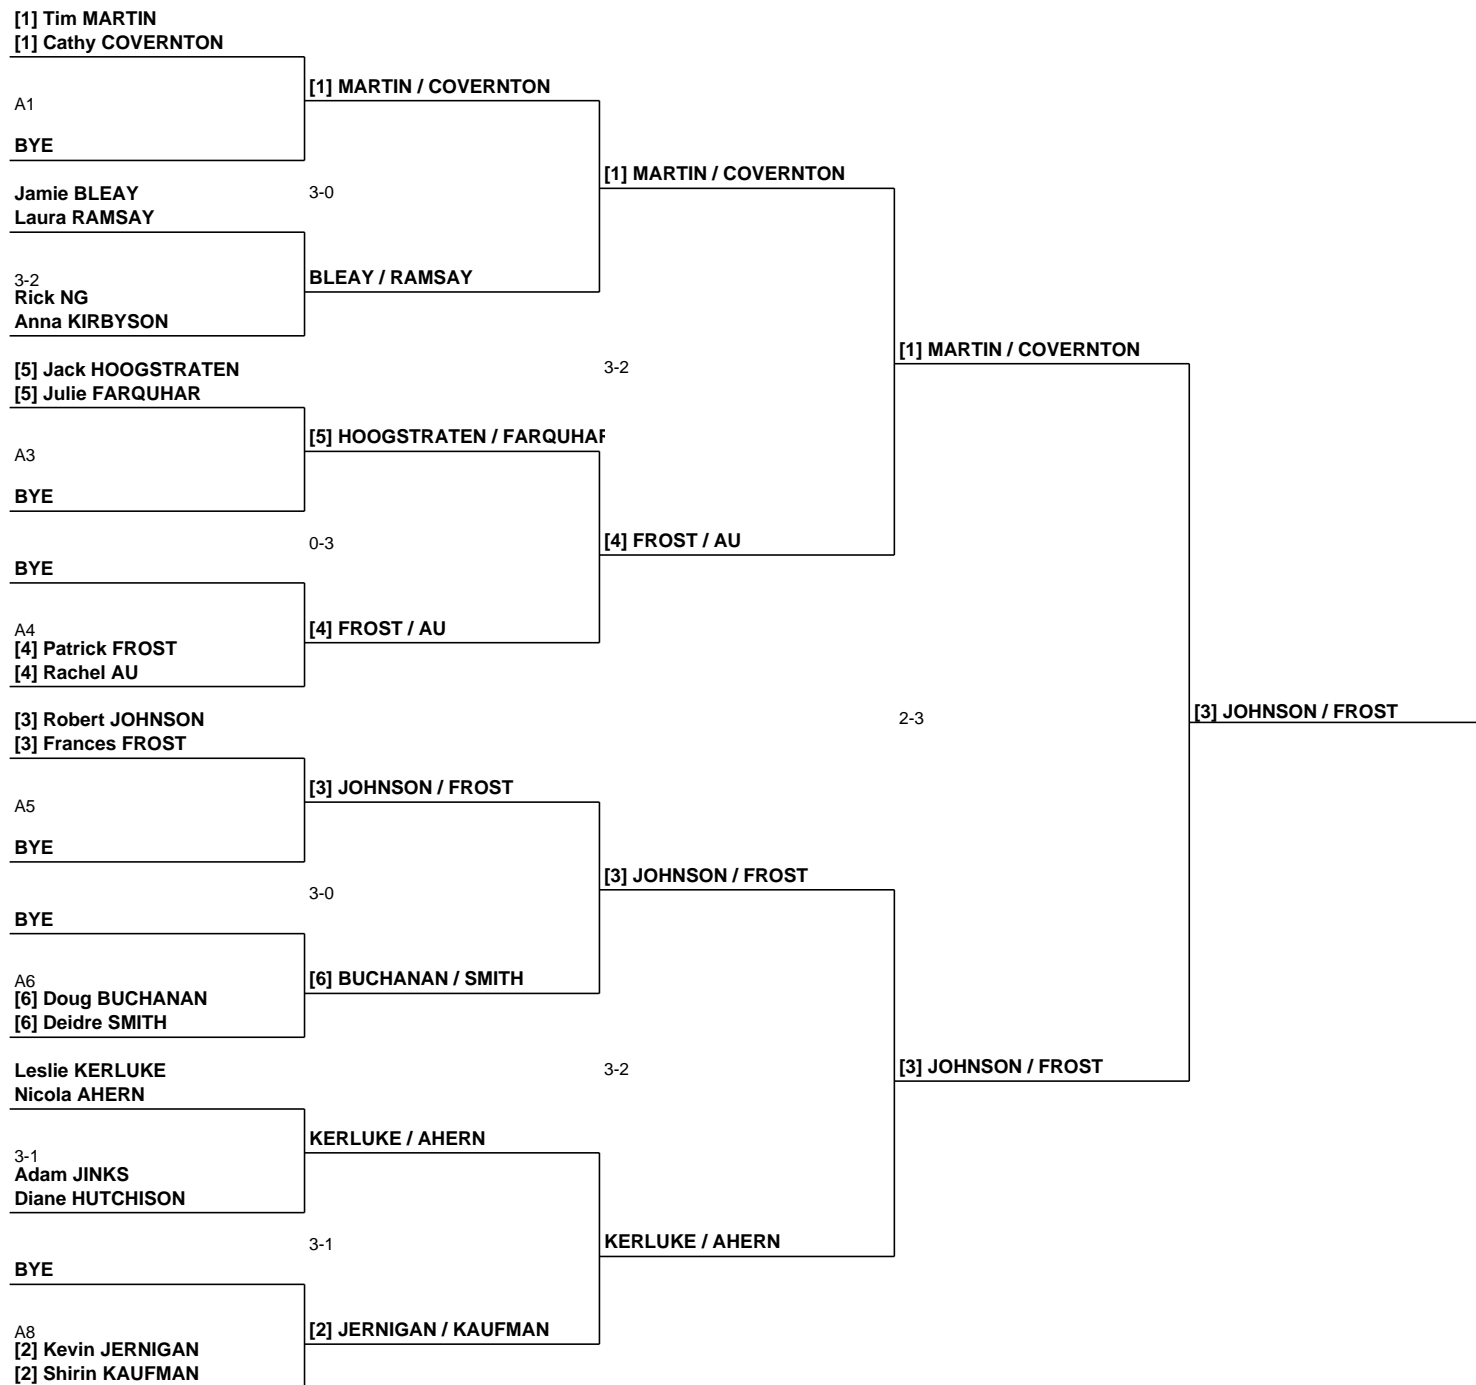 [1] Tim MARTIN
[1] Cathy COVERNTON
[1] MARTIN / COVERNTON
A1
BYE
[1] MARTIN / COVERNTON
Jamie BLEAY
3-0
Laura RAMSAY
BLEAY / RAMSAY
3-2
Rick NG
Anna KIRBYSON
[1] MARTIN / COVERNTON
[5] Jack HOOGSTRATEN
3-2
[5] Julie FARQUHAR
[5] HOOGSTRATEN / FARQUHAR
A3
BYE
0-3
[4] FROST / AU
BYE
A4
[4] FROST / AU
[4] Patrick FROST
[4] Rachel AU
[3] Robert JOHNSON
2-3
[3] JOHNSON / FROST
[3] Frances FROST
[3] JOHNSON / FROST
A5
BYE
[3] JOHNSON / FROST
3-0
BYE
[6] BUCHANAN / SMITH
A6
[6] Doug BUCHANAN
[6] Deidre SMITH
Leslie KERLUKE
3-2
[3] JOHNSON / FROST
Nicola AHERN
KERLUKE / AHERN
3-1
Adam JINKS
Diane HUTCHISON
3-1
KERLUKE / AHERN
BYE
A8
[2] JERNIGAN / KAUFMAN
[2] Kevin JERNIGAN
[2] Shirin KAUFMAN